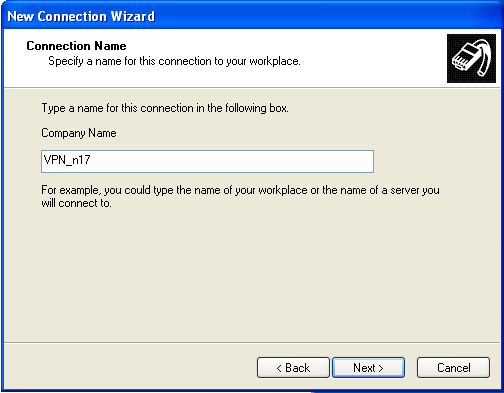 New Connection Wizard
Connection Name
Specify a name for this connection to your workplace.
Type a name for this connection in the following box.
Company Name
VPN_n17
For example, you could type the name of your workplace or the name of a server you
will connect to.
< Back
Next >
Cancel